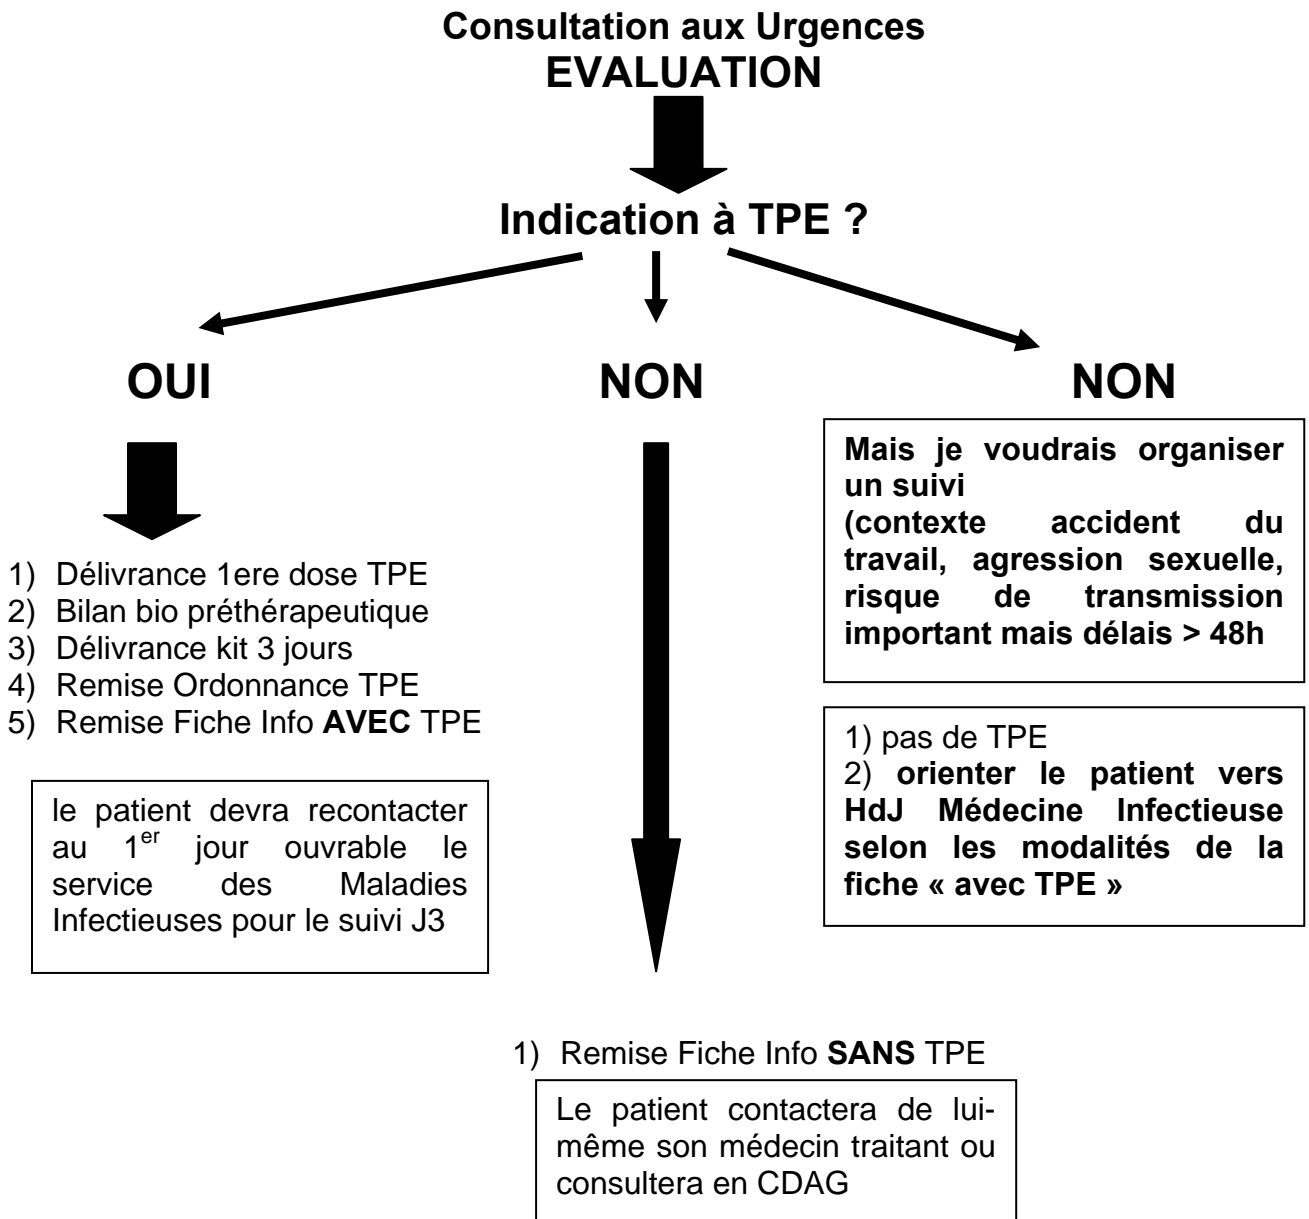 Consultation aux Urgences
EVALUATION
Indication à TPE ?
OUI
NON
NON
1) Délivrance 1ere dose TPE
2) Bilan bio préthérapeutique
3) Délivrance kit 3 jours
4) Remise Ordonnance TPE
5) Remise Fiche Info AVEC TPE
le patient devra recontacter
au 1er jour ouvrable le
service des Maladies
Infectieuses pour le suivi J3
Mais je voudrais organiser
un suivi
(contexte accident du
travail, agression sexuelle,
risque de transmission
important mais délais > 48h
1) pas de TPE
2) orienter le patient vers
HdJ Médecine Infectieuse
selon les modalités de la
fiche « avec TPE »
1) Remise Fiche Info SANS TPE
Le patient contactera de lui-
même son médecin traitant ou
consultera en CDAG